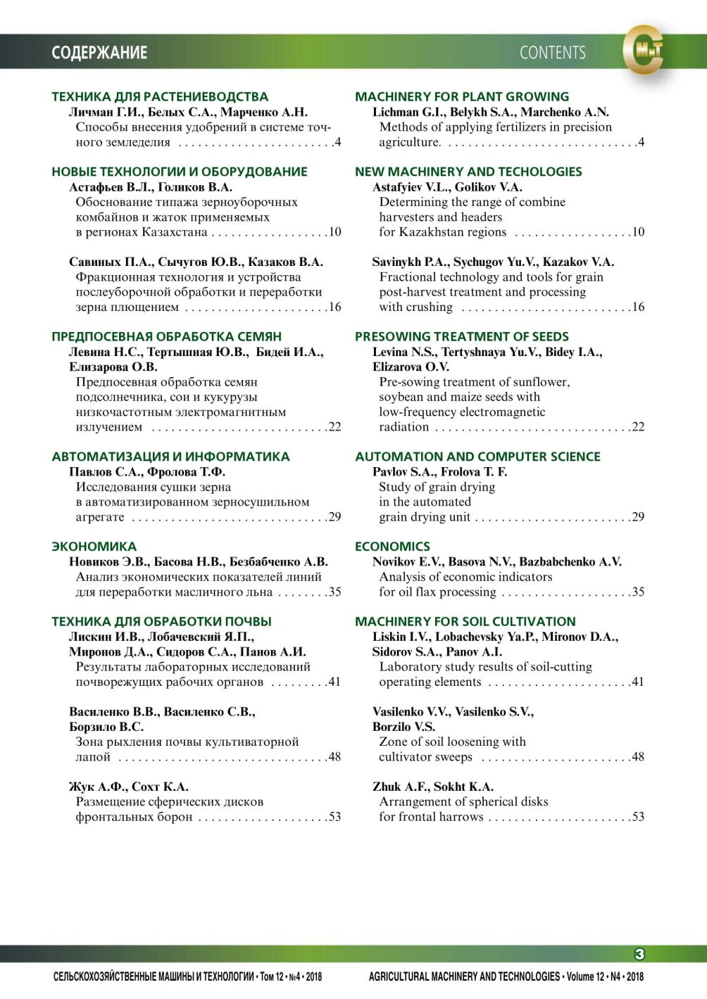 СОДЕРЖАНИЕ
CONTENTS
СМиТ
ТЕХНИКА ДЛЯ РАСТЕНИЕВОДСТВА
Личман Г.И., Белых С.А., Марченко А.Н.
Способы внесения удобрений в системе точ-
ного земледелия . . . . . . . . . . . . . . . . . . . . . . . .4
НОВЫЕ ТЕХНОЛОГИИ И ОБОРУДОВАНИЕ
Астафьев В.Л., Голиков В.А.
Обоснование типажа зерноуборочных
комбайнов и жаток применяемых
в регионах Казахстана . . . . . . . . . . . . . . . . . .10
Савиных П.А., Сычугов Ю.В., Казаков В.А.
Фракционная технология и устройства
послеуборочной обработки и переработки
зерна плющением . . . . . . . . . . . . . . . . . . . . . .16
ПРЕДПОСЕВНАЯ ОБРАБОТКА СЕМЯН
Левина Н.С., Тертышная Ю.В., Бидей И.А.,
Елизарова О.В.
Предпосевная обработка семян
подсолнечника, сои и кукурузы
низкочастотным электромагнитным
излучением . . . . . . . . . . . . . . . . . . . . . . . . . . .22
АВТОМАТИЗАЦИЯ И ИНФОРМАТИКА
Павлов С.А., Фролова Т.Ф.
Исследования сушки зерна
в автоматизированном зерносушильном
агрегате . . . . . . . . . . . . . . . . . . . . . . . . . . . . . .29
ЭКОНОМИКА
Новиков Э.В., Басова Н.В., Безбабченко А.В.
Анализ экономических показателей линий
для переработки масличного льна . . . . . . . .35
ТЕХНИКА ДЛЯ ОБРАБОТКИ ПОЧВЫ
Лискин И.В., Лобачевский Я.П.,
Миронов Д.А., Сидоров С.А., Панов А.И.
Результаты лабораторных исследований
почворежущих рабочих органов . . . . . . . . .41
Василенко В.В., Василенко С.В.,
Борзило В.С.
Зона рыхления почвы культиваторной
лапой . . . . . . . . . . . . . . . . . . . . . . . . . . . . . . . .48
Жук А.Ф., Сохт К.А.
Размещение сферических дисков
фронтальных борон . . . . . . . . . . . . . . . . . . . .53
MACHINERY FOR PLANT GROWING
Lichman G.I., Belykh S.A., Marchenko A.N.
Methods of applying fertilizers in precision
agriculture. . . . . . . . . . . . . . . . . . . . . . . . . . . . . .4
NEW MACHINERY AND TECHOLOGIES
Astafyiev V.L., Golikov V.A.
Determining the range of combine
harvesters and headers
for Kazakhstan regions . . . . . . . . . . . . . . . . . .10
Savinykh P.A., Sychugov Yu.V., Kazakov V.A.
Fractional technology and tools for grain
post-harvest treatment and processing
with crushing . . . . . . . . . . . . . . . . . . . . . . . . . .16
PRESOWING TREATMENT OF SEEDS
Levina N.S., Tertyshnaya Yu.V., Bidey I.A.,
Elizarova O.V.
Pre-sowing treatment of sunflower,
soybean and maize seeds with
low-frequency electromagnetic
radiation . . . . . . . . . . . . . . . . . . . . . . . . . . . . . .22
AUTOMATION AND COMPUTER SCIENCE
Pavlov S.A., Frolova T. F.
Study of grain drying
in the automated
grain drying unit . . . . . . . . . . . . . . . . . . . . . . . .29
ECONOMICS
Novikov E.V., Basova N.V., Bazbabchenko A.V.
Analysis of economic indicators
for oil flax processing . . . . . . . . . . . . . . . . . . . .35
MACHINERY FOR SOIL CULTIVATION
Liskin I.V., Lobachevsky Ya.P., Mironov D.A.,
Sidorov S.A., Panov A.I.
Laboratory study results of soil-cutting
operating elements . . . . . . . . . . . . . . . . . . . . . .41
Vasilenko V.V., Vasilenko S.V.,
Borzilo V.S.
Zone of soil loosening with
cultivator sweeps . . . . . . . . . . . . . . . . . . . . . . .48
Zhuk A.F., Sokht K.A.
Arrangement of spherical disks
for frontal harrows . . . . . . . . . . . . . . . . . . . . . .53
3
СЕЛЬСКОХОЗЯЙСТВЕННЫЕ МАШИНЫ И ТЕХНОЛОГИИ • Том 12 • №4 • 2018
AGRICULTURAL MACHINERY AND TECHNOLOGIES • Volume 12 • N4 • 2018